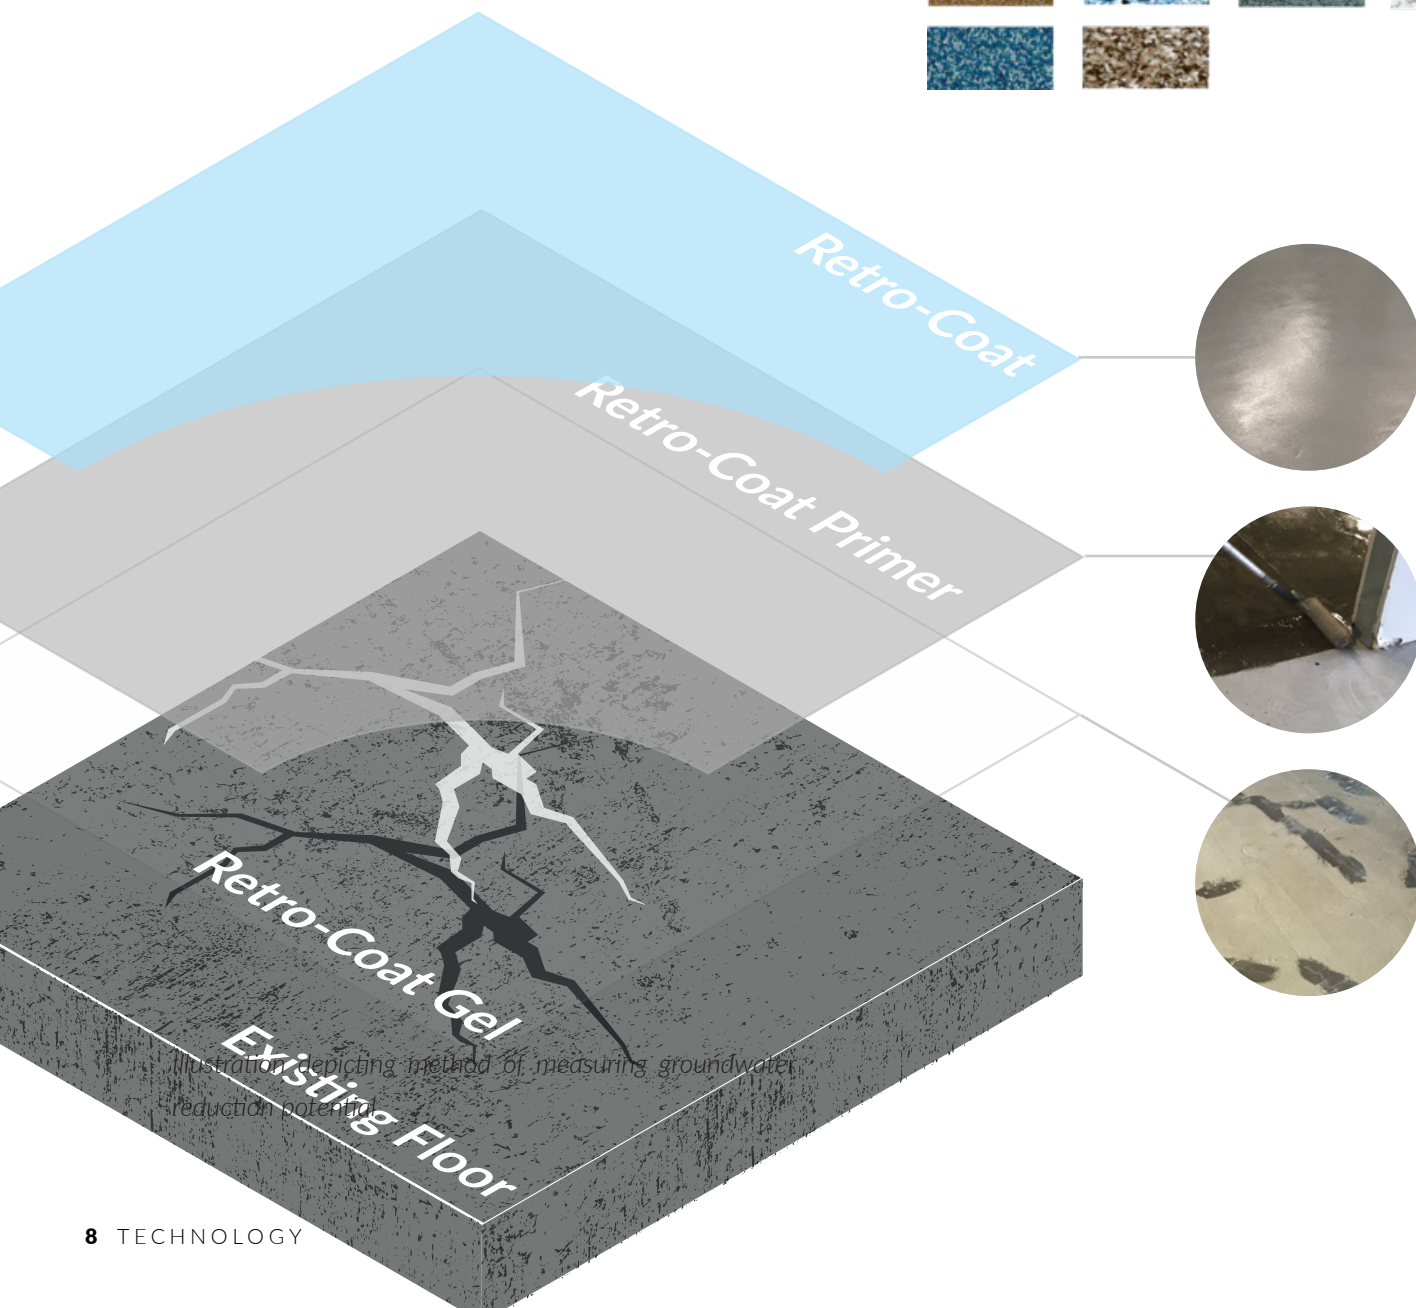 Retro-Coat
Retro-Coat Primer
Retro-Coat Gel
Existing Floor
Illustration depicting method of measuring groundwater
reduction potential
8 TECHNOLOGY